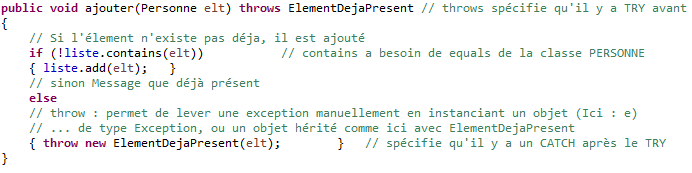 public void ajouter(Personne elt) throws ElementDejaPresent // throws spécifie qu'il y a TRY avant
{
// Si l'élement n'existe pas déja, il est ajouté
if (!liste.contains(elt)) // contains a besoin de equals de la classe PERSONNE
{ liste.add(elt); }
// sinon Message que déjà présent
else
// throw : permet de lever une exception manuellement en instanciant un objet (Ici : e)
// ... de type Exception, ou un objet hérité comme ici avec ElementDejaPresent
{ throw new ElementDejaPresent(elt); } // spécifie qu'il y a un CATCH après le TRY
}